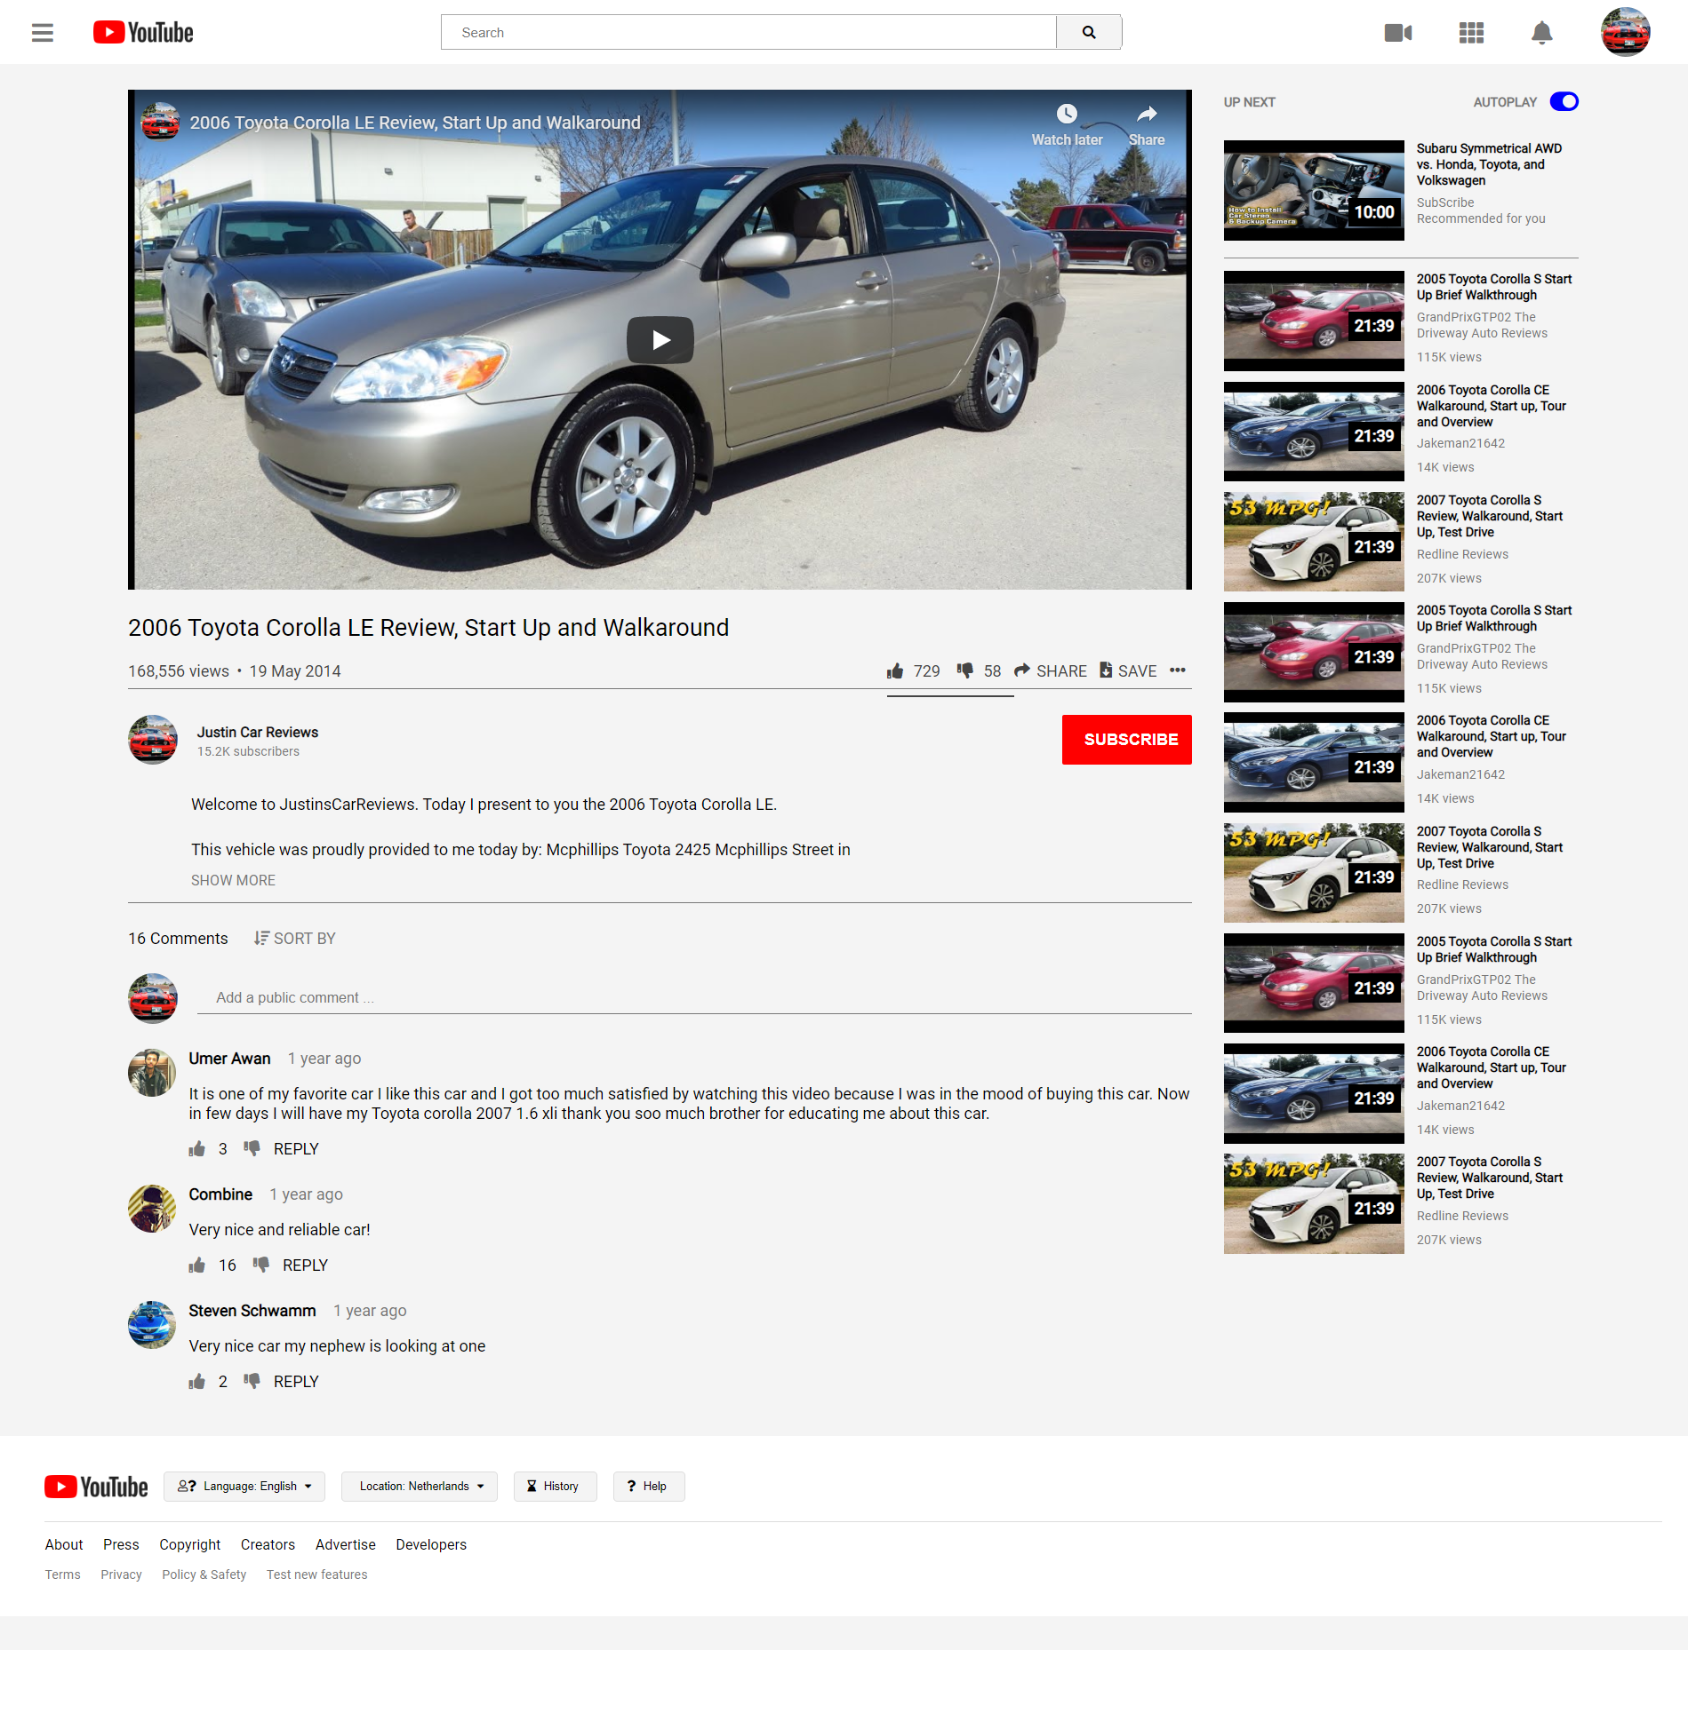 YouTube
Search
2006 Toyota Corolla LE Review, Start Up and Walkaround
Watch later
Share
2006 Toyota Corolla LE Review, Start Up and Walkaround
168,556 views • 19 May 2014
729 58 SHARE SAVE •••
Justin Car Reviews
15.2K subscribers
SUBSCRIBE
Welcome to JustinsCarReviews. Today I present to you the 2006 Toyota Corolla LE.
This vehicle was proudly provided to me today by: Mcphillips Toyota 2425 Mcphillips Street in
SHOW MORE
16 Comments SORT BY
Add a public comment ...
Umer Awan 1 year ago
It is one of my favorite car I like this car and I got too much satisfied by watching this video because I was in the mood of buying this car. Now
in few days I will have my Toyota corolla 2007 1.6 xli thank you soo much brother for educating me about this car.
3 REPLY
Combine 1 year ago
Very nice and reliable car!
16 REPLY
Steven Schwamm 1 year ago
Very nice car my nephew is looking at one
2 REPLY
UP NEXT AUTOPLAY
How to Install
Car Stereo
& Backup Camera
10:00
Subaru Symmetrical AWD
vs. Honda, Toyota, and
Volkswagen
SubScribe
Recommended for you
21:39
2005 Toyota Corolla S Start
Up Brief Walkthrough
GrandPrixGTP02 The
Driveway Auto Reviews
115K views
21:39
2006 Toyota Corolla CE
Walkaround, Start up, Tour
and Overview
Jakeman21642
14K views
53 MPG!
21:39
2007 Toyota Corolla S
Review, Walkaround, Start
Up, Test Drive
Redline Reviews
207K views
21:39
2005 Toyota Corolla S Start
Up Brief Walkthrough
GrandPrixGTP02 The
Driveway Auto Reviews
115K views
21:39
2006 Toyota Corolla CE
Walkaround, Start up, Tour
and Overview
Jakeman21642
14K views
53 MPG!
21:39
2007 Toyota Corolla S
Review, Walkaround, Start
Up, Test Drive
Redline Reviews
207K views
21:39
2005 Toyota Corolla S Start
Up Brief Walkthrough
GrandPrixGTP02 The
Driveway Auto Reviews
115K views
21:39
2006 Toyota Corolla CE
Walkaround, Start up, Tour
and Overview
Jakeman21642
14K views
53 MPG!
21:39
2007 Toyota Corolla S
Review, Walkaround, Start
Up, Test Drive
Redline Reviews
207K views
YouTube
Language: English
Location: Netherlands
History
? Help
About Press Copyright Creators Advertise Developers
Terms Privacy Policy & Safety Test new features